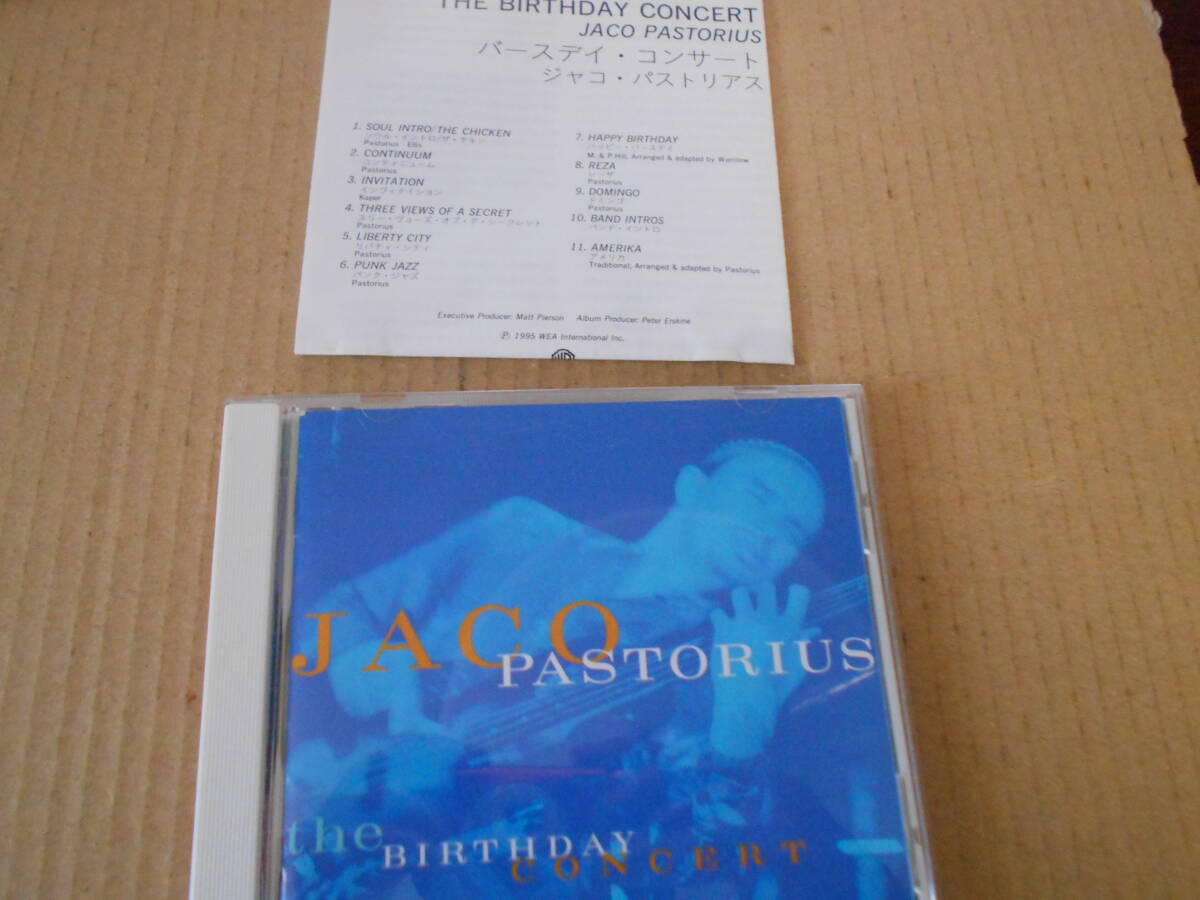 THE BIRTHDAY CONCERT
JACO PASTORIUS
バースデイ・コンサート
ジャコ・パストリアス
1. SOUL INTRO/THE CHICKEN
ソウル・イントロ/ザ・チキン
Pastorius · Ellis
2. CONTINUUM
コンティニューム
Pastorius
3. INVITATION
インヴィテイション
Kaper
4. THREE VIEWS OF A SECRET
スリー・ヴューズ・オブ・ア・シークレット
Pastorius
5. LIBERTY CITY
リバティ・シティ
Pastorius
6. PUNK JAZZ
パンク・ジャズ
Pastorius
7. HAPPY BIRTHDAY
ハッピー・バースデイ
M. & P. Hill, Arranged & adapted by Warrilow
8. REZA
レッザ
Pastorius
9. DOMINGO
ドミンゴ
Pastorius
10. BAND INTROS
バンド・イントロ
11. AMERIKA
アメリカ
Traditional; Arranged & adapted by Pastorius
Executive Producer: Matt Pierson Album Producer: Peter Erskine
Ⓟ 1995 WEA International Inc.
JACO
PASTORIUS
the
BIRTHDAY
CONCERT